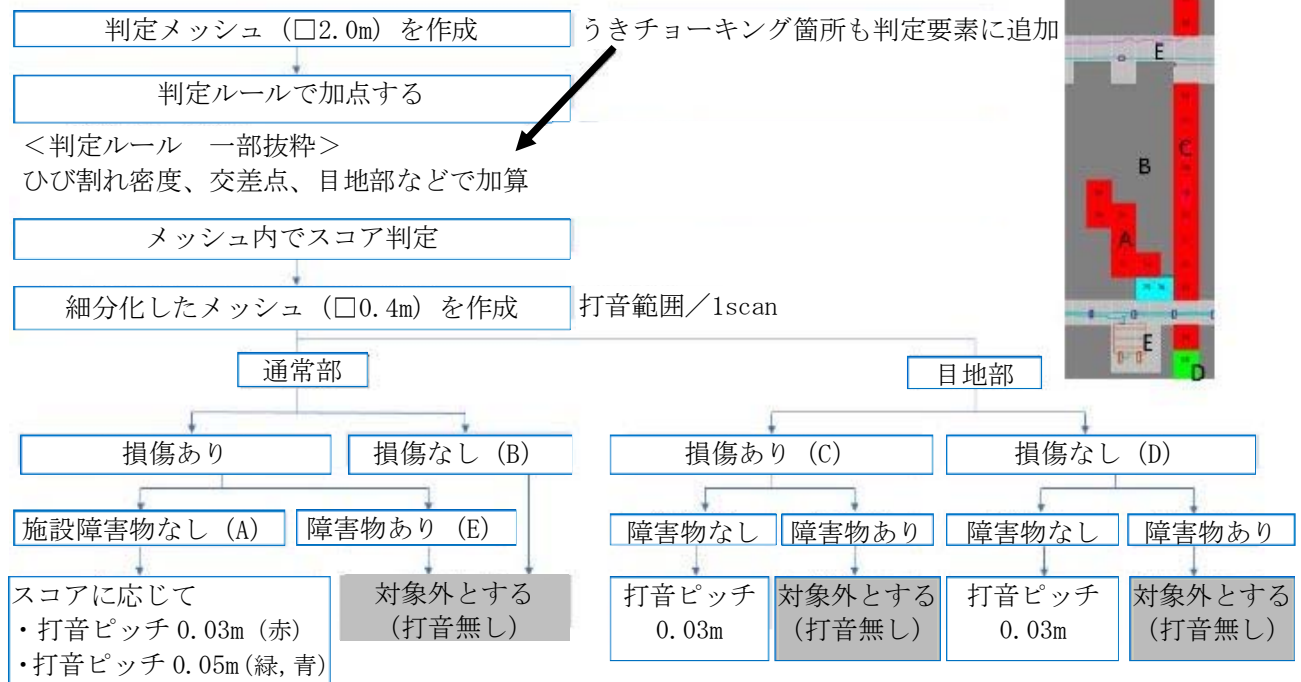 判定メッシュ（□2.0m）を作成
うきチョーキング箇所も判定要素に追加
判定ルールで加点する
＜判定ルール　一部抜粋＞
ひび割れ密度、交差点、目地部などで加算
メッシュ内でスコア判定
細分化したメッシュ（□0.4m）を作成
打音範囲／1scan
通常部
目地部
損傷あり
損傷なし（B）
損傷あり（C）
損傷なし（D）
施設障害物なし（A）
障害物あり（E）
障害物なし
障害物あり
障害物なし
障害物あり
スコアに応じて
・打音ピッチ 0.03m（赤）
・打音ピッチ 0.05m（緑,青）
対象外とする
（打音無し）
打音ピッチ
0.03m
対象外とする
（打音無し）
打音ピッチ
0.03m
対象外とする
（打音無し）
E
C
B
A
E
D